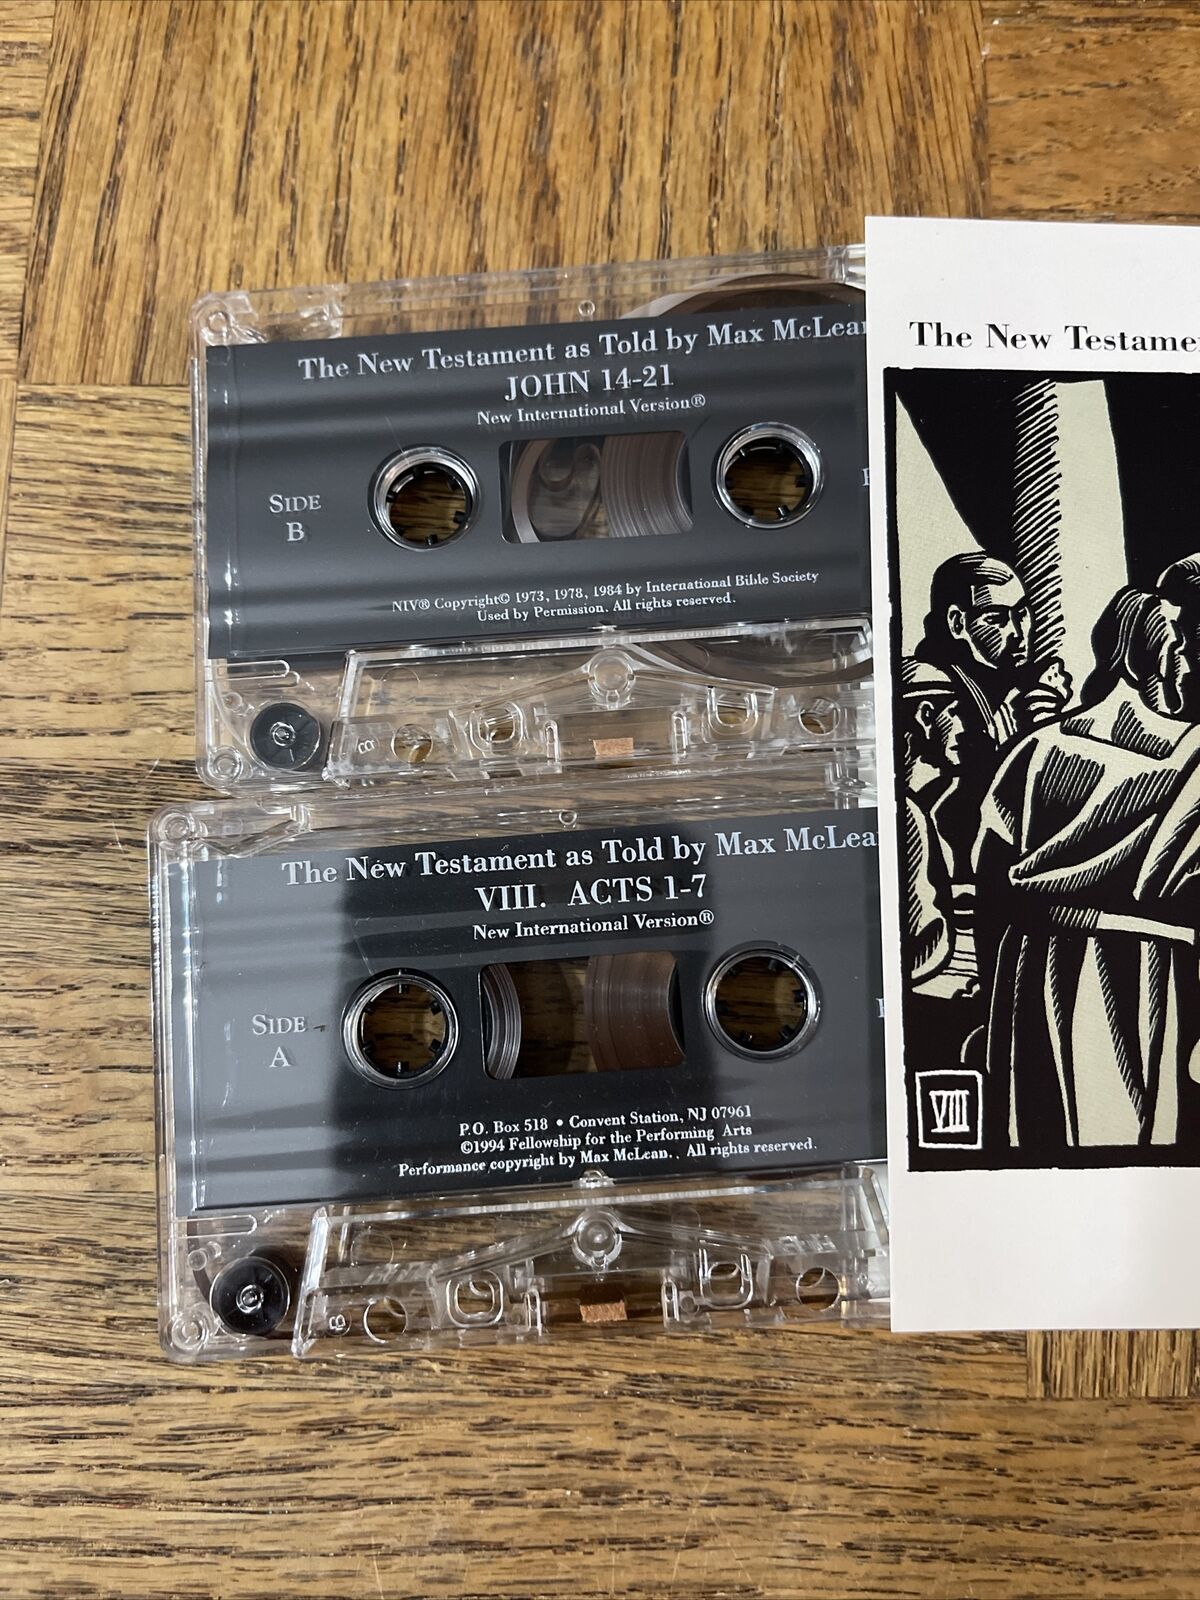 The New Testament as Told by Max McLean
JOHN 14-21
New International Version®
SIDE
B
NIV® Copyright© 1973, 1978, 1984 by International Bible Society
Used by Permission. All rights reserved.
B
The New Testament as Told by Max McLean
VIII. ACTS 1-7
New International Version®
SIDE
A
P.O. Box 518 • Convent Station, NJ 07961
©1994 Fellowship for the Performing Arts
Performance copyright by Max McLean. All rights reserved.
B
The New Testame
VIII